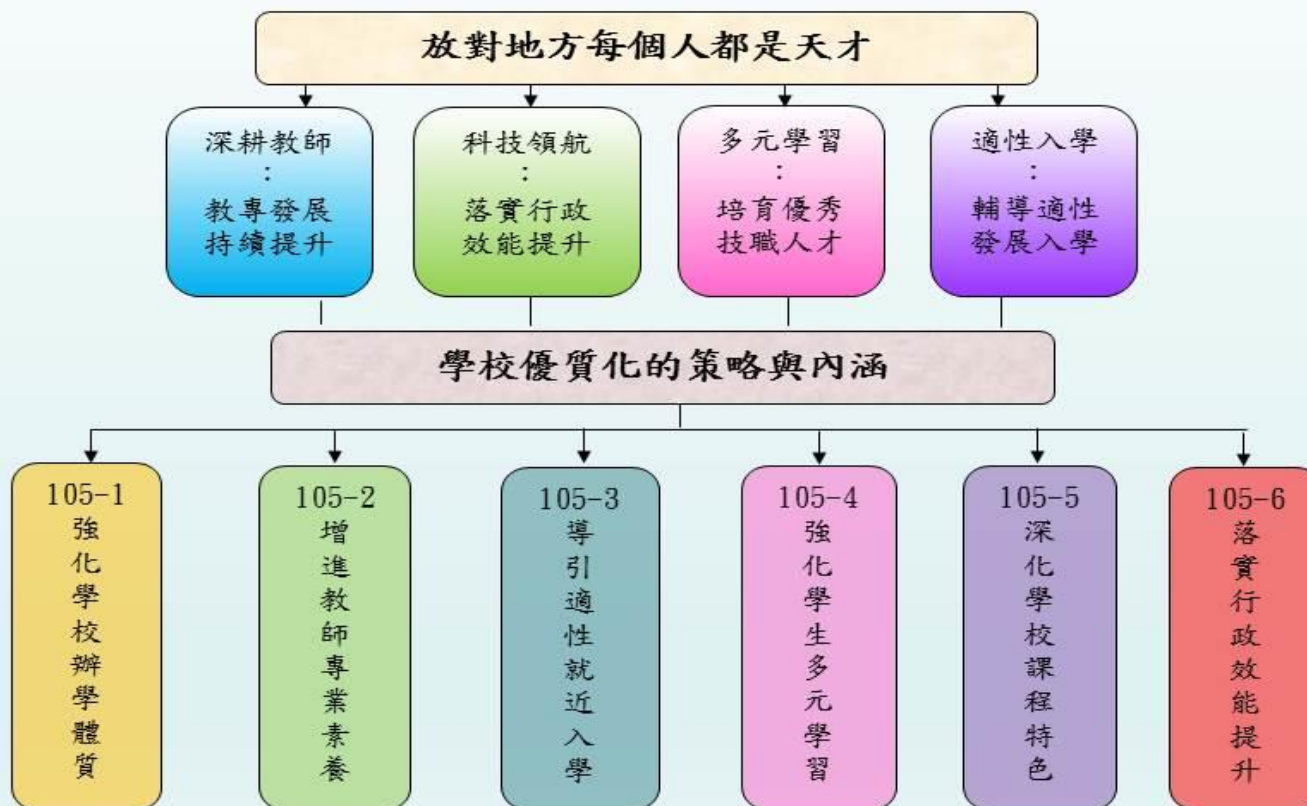 放對地方每個人都是天才
深耕教師
：
教專發展
持續提升
科技領航
：
落實行政
效能提升
多元學習
：
培育優秀
技職人才
適性入學
：
輔導適性
發展入學
學校優質化的策略與內涵
105-1
強化學校辦學體質
105-2
增進教師專業素養
105-3
導引適性就近入學
105-4
強化學生多元學習
105-5
深化學校課程特色
105-6
落實行政效能提升